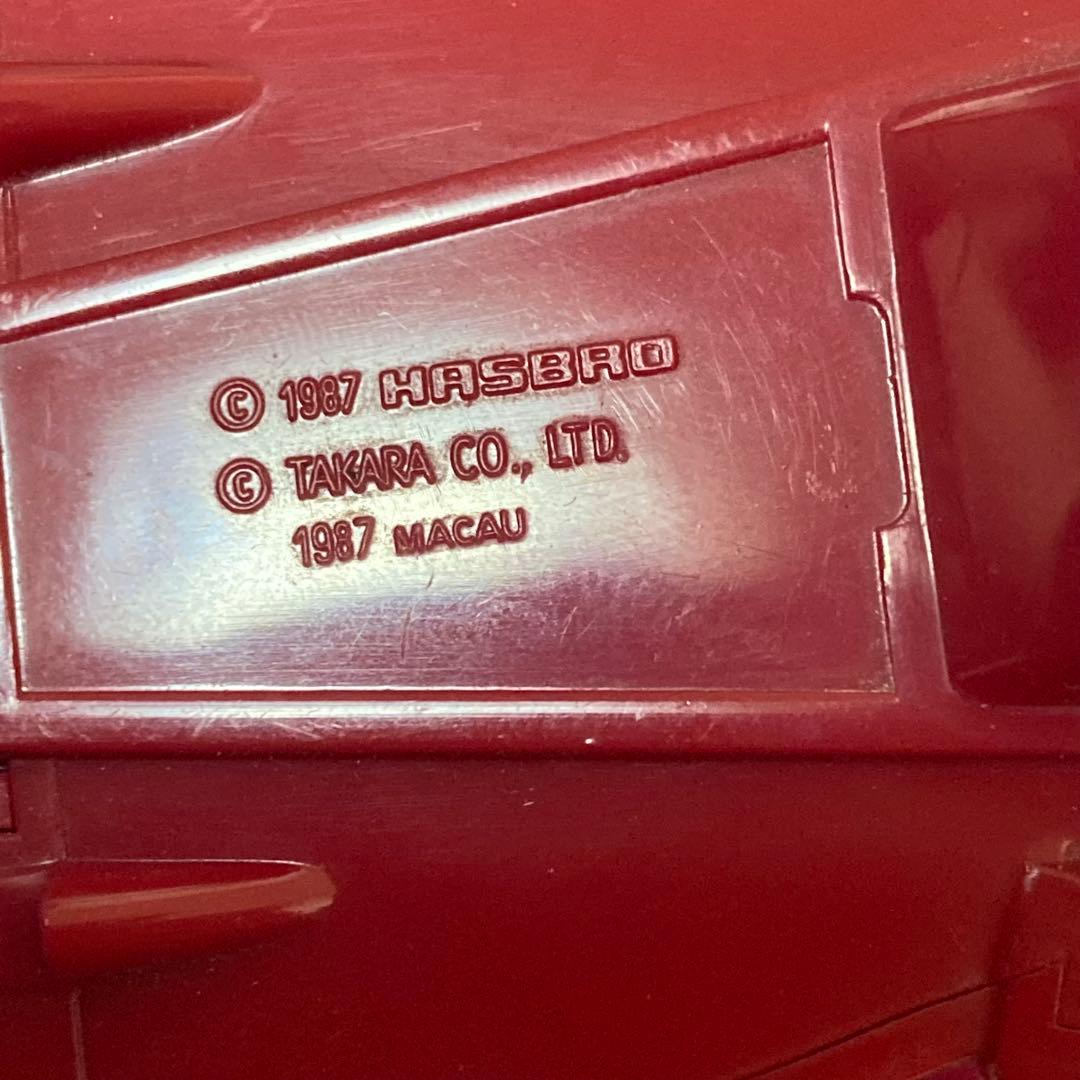 © 1987 HASBRO
© TAKARA CO., LTD.
1987 MACAU